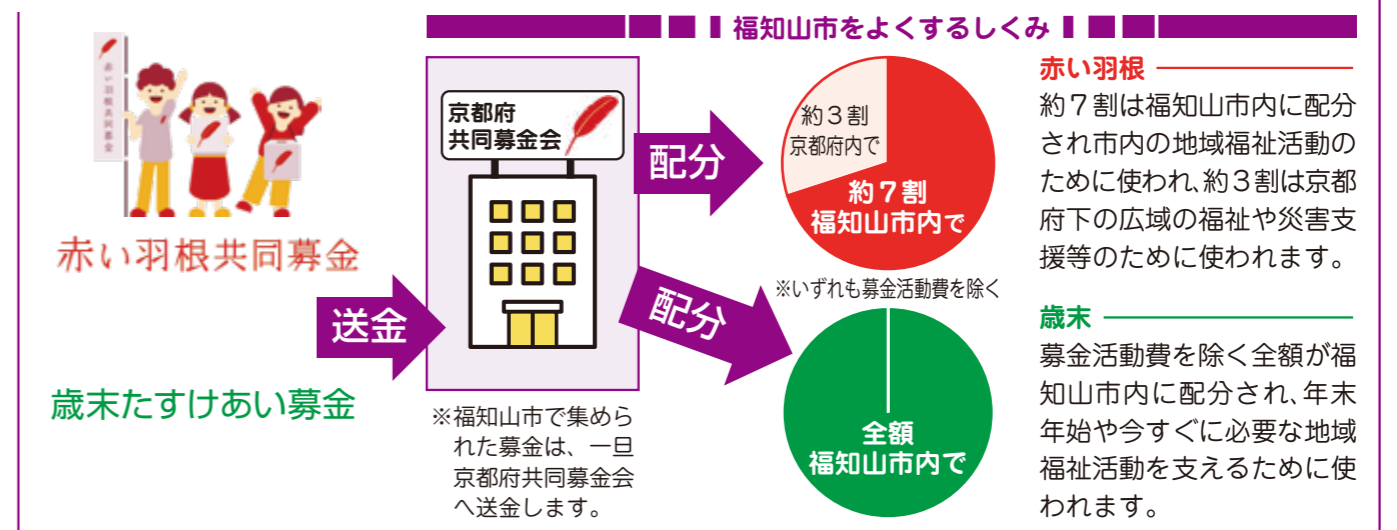 福知山市をよくするしくみ
赤い羽根共同募金
赤い羽根共同募金
歳末たすけあい募金
送金
京都府
共同募金会
※福知山市で集めら
れた募金は、一旦
京都府共同募金会
へ送金します。
配分
配分
約3割
京都府内で
約7割
福知山市内で
※いずれも募金活動費を除く
全額
福知山市内で
赤い羽根
約7割は福知山市内に配分
され市内の地域福祉活動の
ために使われ、約3割は京都
府下の広域の福祉や災害支
援等のために使われます。
歳末
募金活動費を除く全額が福
知山市内に配分され、年末
年始や今すぐに必要な地域
福祉活動を支えるために使
われます。